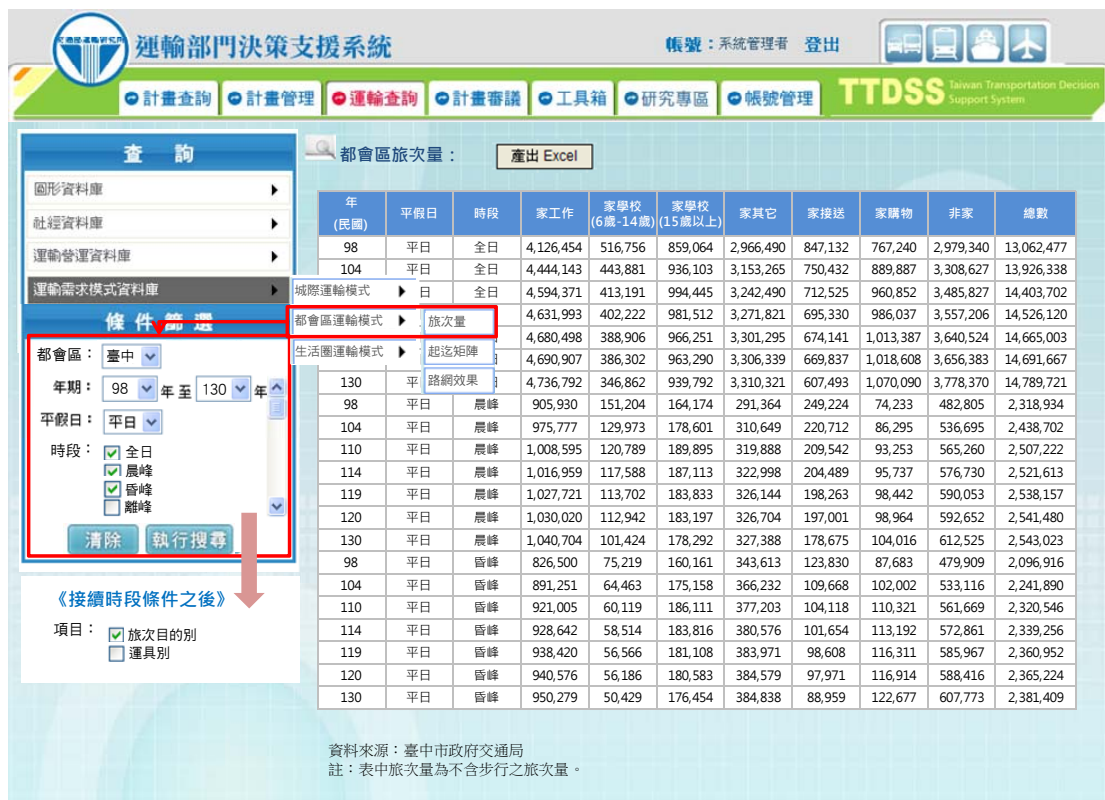 運輸部門決策支援系統
帳號：系統管理者 登出
計畫查詢 計畫管理 運輸查詢 計畫審議 工具箱 研究專區 帳號管理
TTDSS Taiwan Transportation Decision Support System
查 詢
圖形資料庫
社經資料庫
運輸營運資料庫
運輸需求模式資料庫
城際運輸模式
都會區運輸模式
生活圈運輸模式
旅次量
起迄矩陣
路網效果
條 件 篩 選
都會區： 臺中
年期： 98 年 至 130 年
平假日： 平日
時段： 全日
晨峰
昏峰
離峰
清除 執行搜尋
《接續時段條件之後》
項目： 旅次目的別
運具別
都會區旅次量： 產出 Excel
年(民國) 平假日 時段 家工作 家學校(6歲-14歲) 家學校(15歲以上) 家其它 家接送 家購物 非家 總數
98 平日 全日 4,126,454 516,756 859,064 2,966,490 847,132 767,240 2,979,340 13,062,477
104 平日 全日 4,444,143 443,881 936,103 3,153,265 750,432 889,887 3,308,627 13,926,338
日 全日 4,594,371 413,191 994,445 3,242,490 712,525 960,852 3,485,827 14,403,702
4,631,993 402,222 981,512 3,271,821 695,330 986,037 3,557,206 14,526,120
4,680,498 388,906 966,251 3,301,295 674,141 1,013,387 3,640,524 14,665,003
4,690,907 386,302 963,290 3,306,339 669,837 1,018,608 3,656,383 14,691,667
130 平 4,736,792 346,862 939,792 3,310,321 607,493 1,070,090 3,778,370 14,789,721
98 平日 晨峰 905,930 151,204 164,174 291,364 249,224 74,233 482,805 2,318,934
104 平日 晨峰 975,777 129,973 178,601 310,649 220,712 86,295 536,695 2,438,702
110 平日 晨峰 1,008,595 120,789 189,895 319,888 209,542 93,253 565,260 2,507,222
114 平日 晨峰 1,016,959 117,588 187,113 322,998 204,489 95,737 576,730 2,521,613
119 平日 晨峰 1,027,721 113,702 183,833 326,144 198,263 98,442 590,053 2,538,157
120 平日 晨峰 1,030,020 112,942 183,197 326,704 197,001 98,964 592,652 2,541,480
130 平日 晨峰 1,040,704 101,424 178,292 327,388 178,675 104,016 612,525 2,543,023
98 平日 昏峰 826,500 75,219 160,161 343,613 123,830 87,683 479,909 2,096,916
104 平日 昏峰 891,251 64,463 175,158 366,232 109,668 102,002 533,116 2,241,890
110 平日 昏峰 921,005 60,119 186,111 377,203 104,118 110,321 561,669 2,320,546
114 平日 昏峰 928,642 58,514 183,816 380,576 101,654 113,192 572,861 2,339,256
119 平日 昏峰 938,420 56,566 181,108 383,971 98,608 116,311 585,967 2,360,952
120 平日 昏峰 940,576 56,186 180,583 384,579 97,971 116,914 588,416 2,365,224
130 平日 昏峰 950,279 50,429 176,454 384,838 88,959 122,677 607,773 2,381,409
資料來源：臺中市政府交通局
註：表中旅次量為不含步行之旅次量。